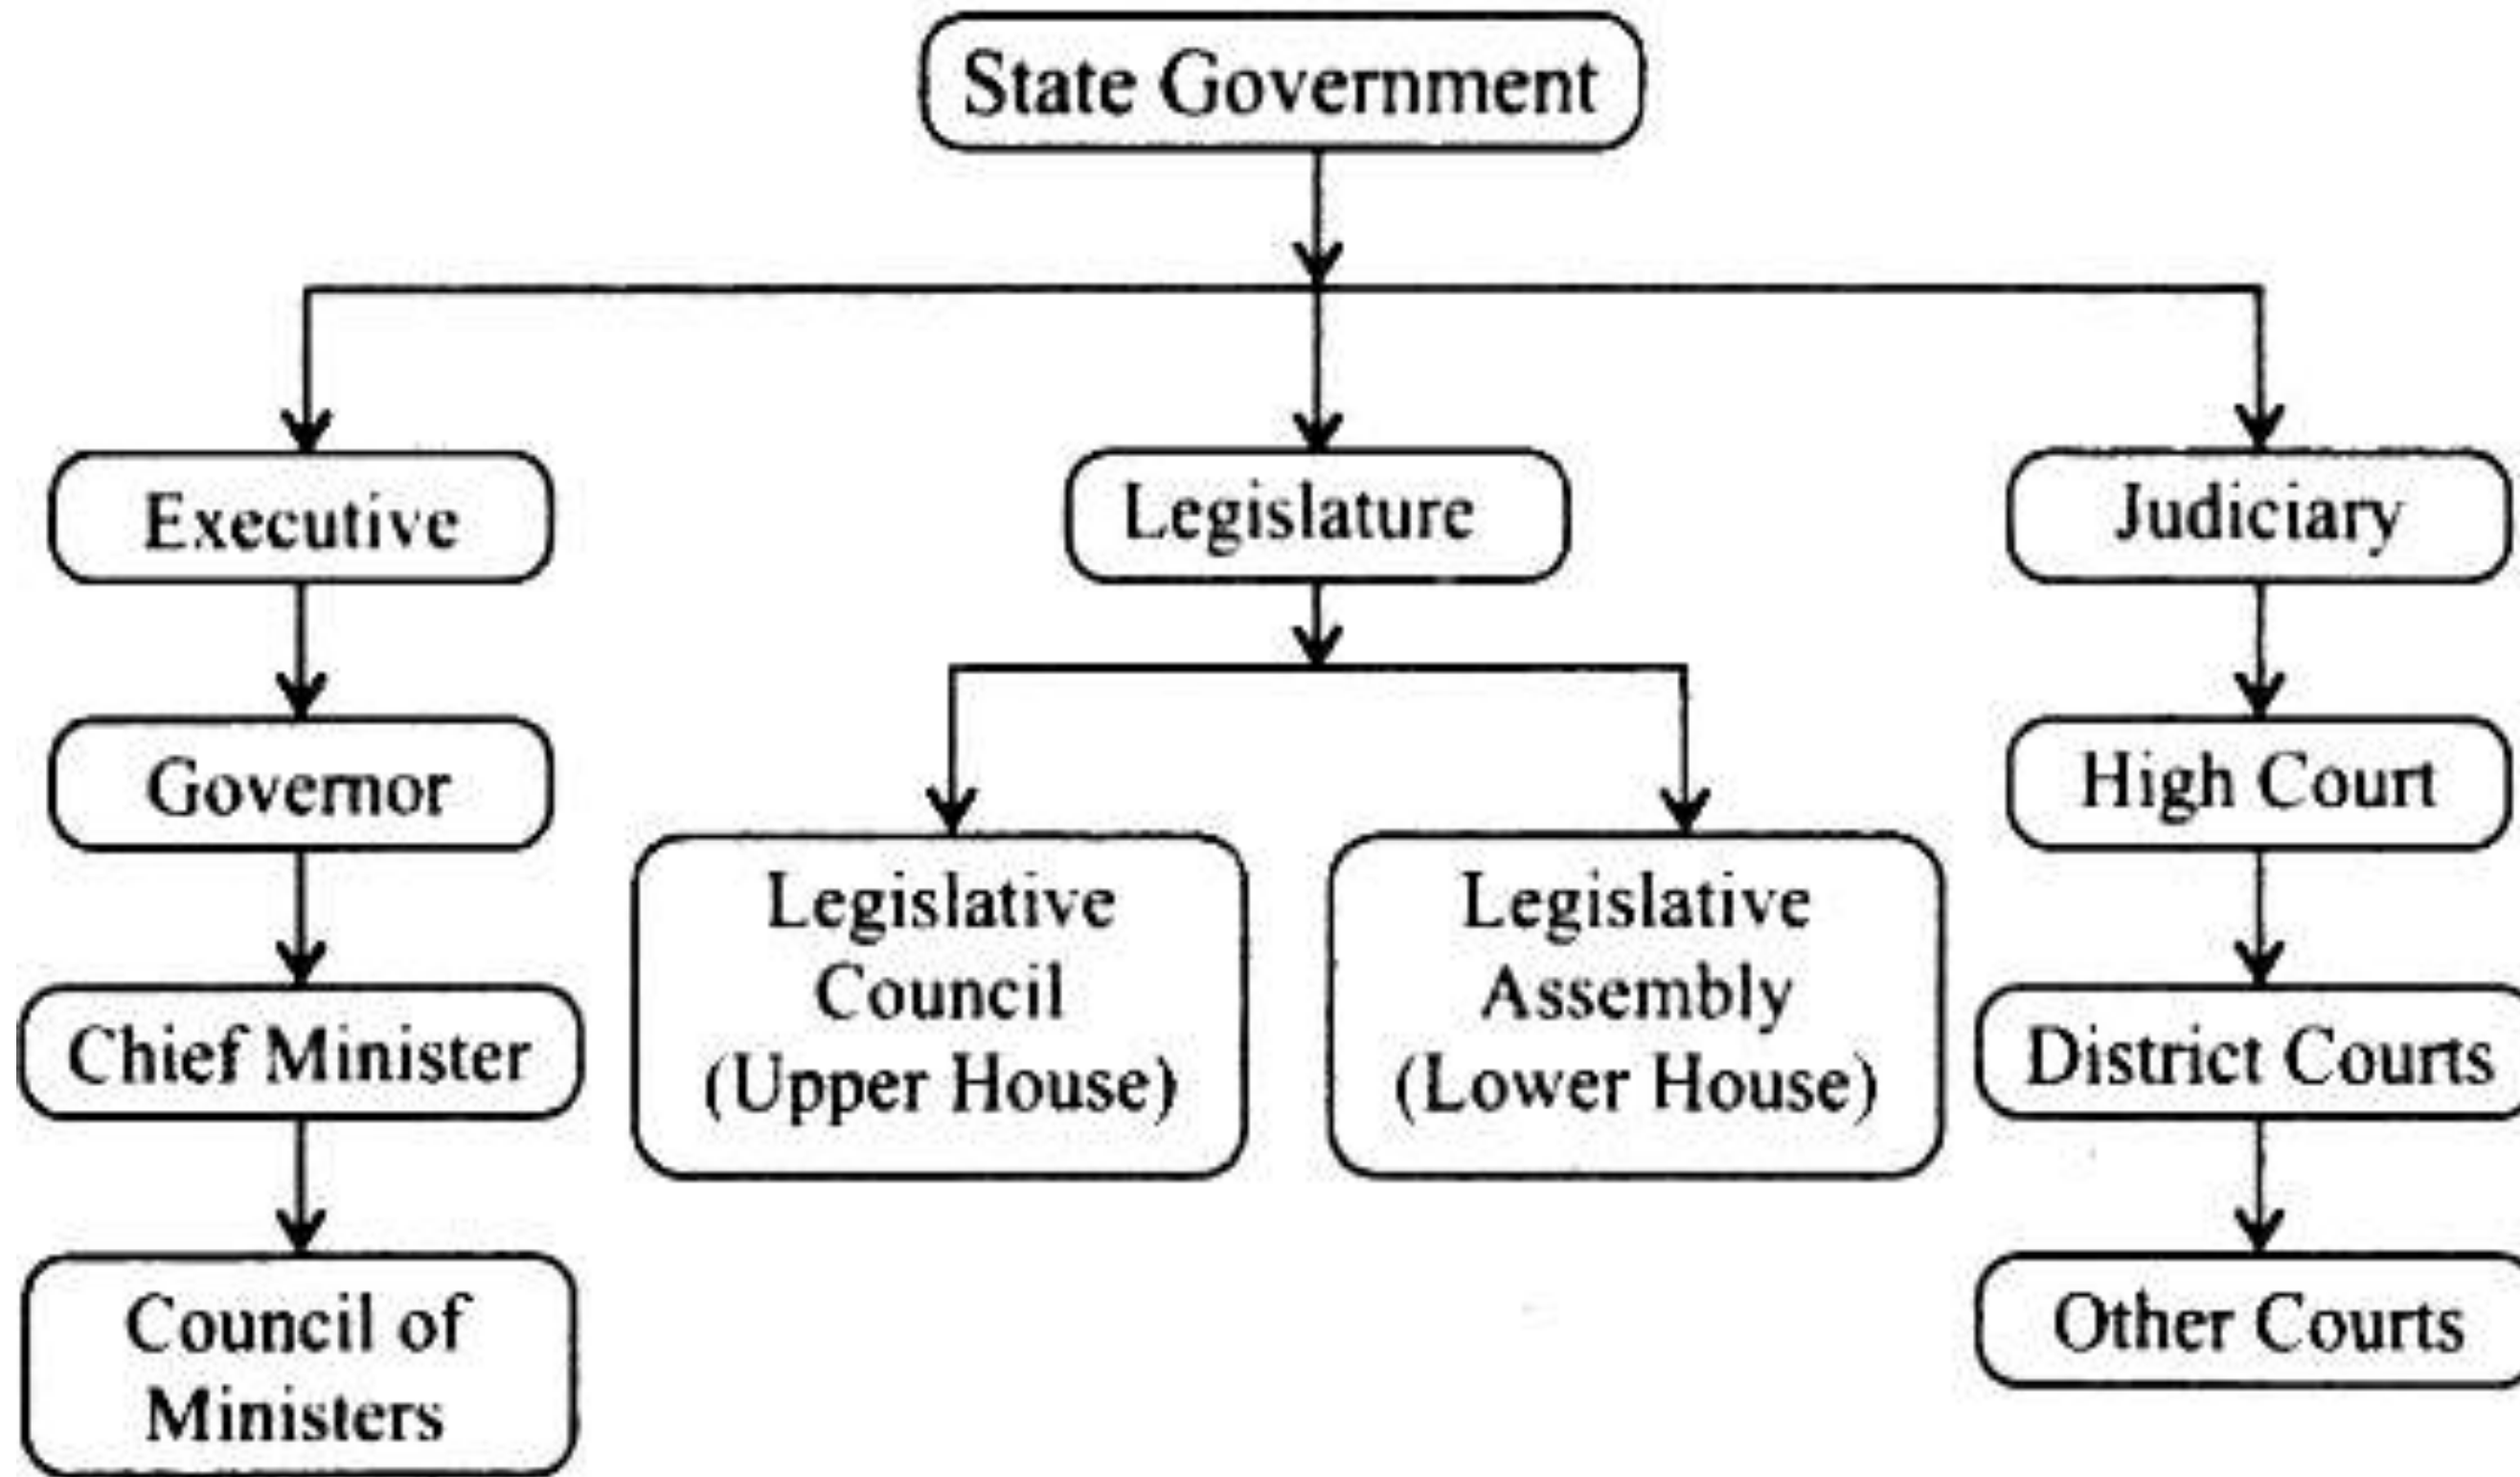 State Government
Executive
Legislature
Judiciary
Governor
High Court
Legislative
Council
(Upper House)
Legislative
Assembly
(Lower House)
Chief Minister
District Courts
Council of
Ministers
Other Courts